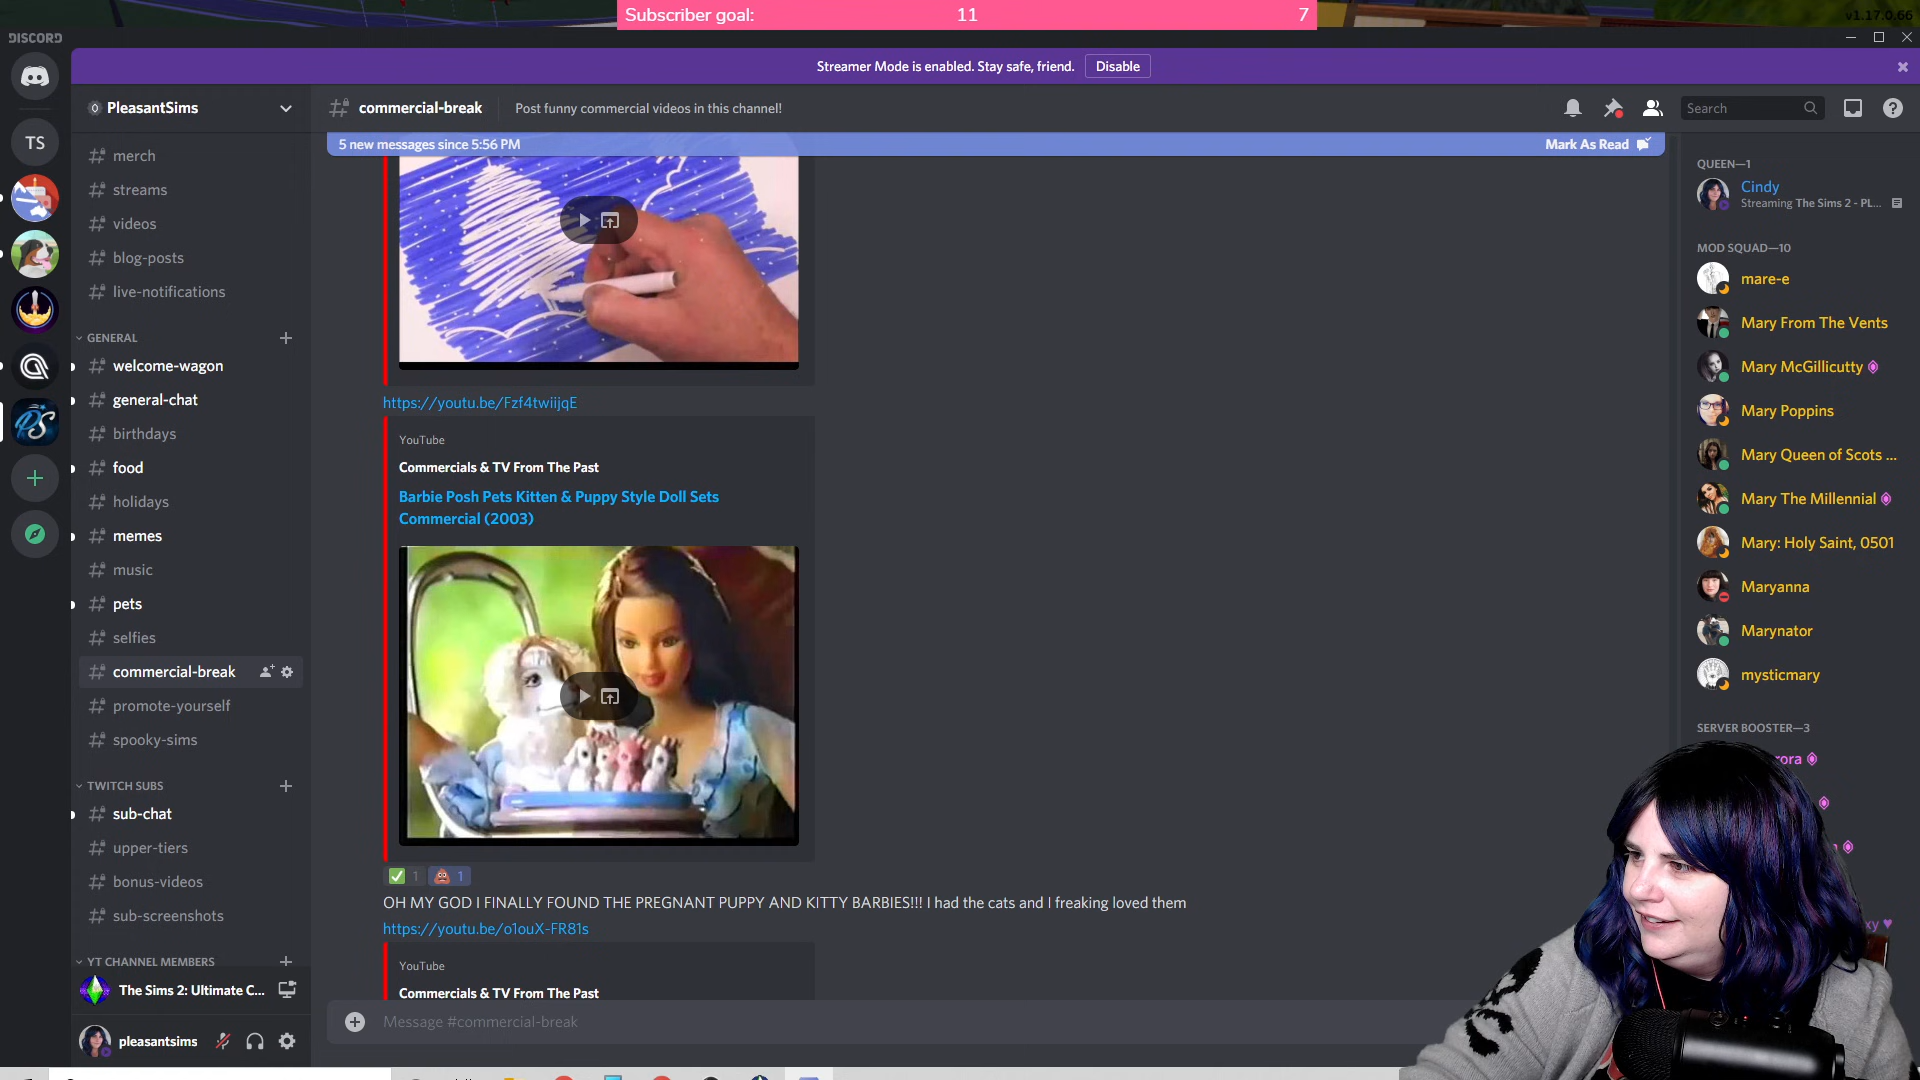 Subscriber goal: 11 7
v1.17.0.66
DISCORD
Streamer Mode is enabled. Stay safe, friend. Disable
PleasantSims
commercial-break
Post funny commercial videos in this channel!
Search
5 new messages since 5:56 PM
Mark As Read
TS
merch
streams
videos
blog-posts
live-notifications
GENERAL
welcome-wagon
general-chat
birthdays
food
holidays
memes
music
pets
selfies
commercial-break
promote-yourself
spooky-sims
TWITCH SUBS
sub-chat
upper-tiers
bonus-videos
sub-screenshots
YT CHANNEL MEMBERS
The Sims 2: Ultimate C...
pleasantsims
PS
https://youtu.be/Fzf4twiijqE
YouTube
Commercials & TV From The Past
Barbie Posh Pets Kitten & Puppy Style Doll Sets
Commercial (2003)
1 1
OH MY GOD I FINALLY FOUND THE PREGNANT PUPPY AND KITTY BARBIES!!! I had the cats and I freaking loved them
https://youtu.be/o1ouX-FR81s
YouTube
Commercials & TV From The Past
Message #commercial-break
QUEEN—1
Cindy
Streaming The Sims 2 - PL...
MOD SQUAD—10
mare-e
Mary From The Vents
Mary McGillicutty
Mary Poppins
Mary Queen of Scots ...
Mary The Millennial
Mary: Holy Saint, 0501
Maryanna
Marynator
mysticmary
SERVER BOOSTER—3